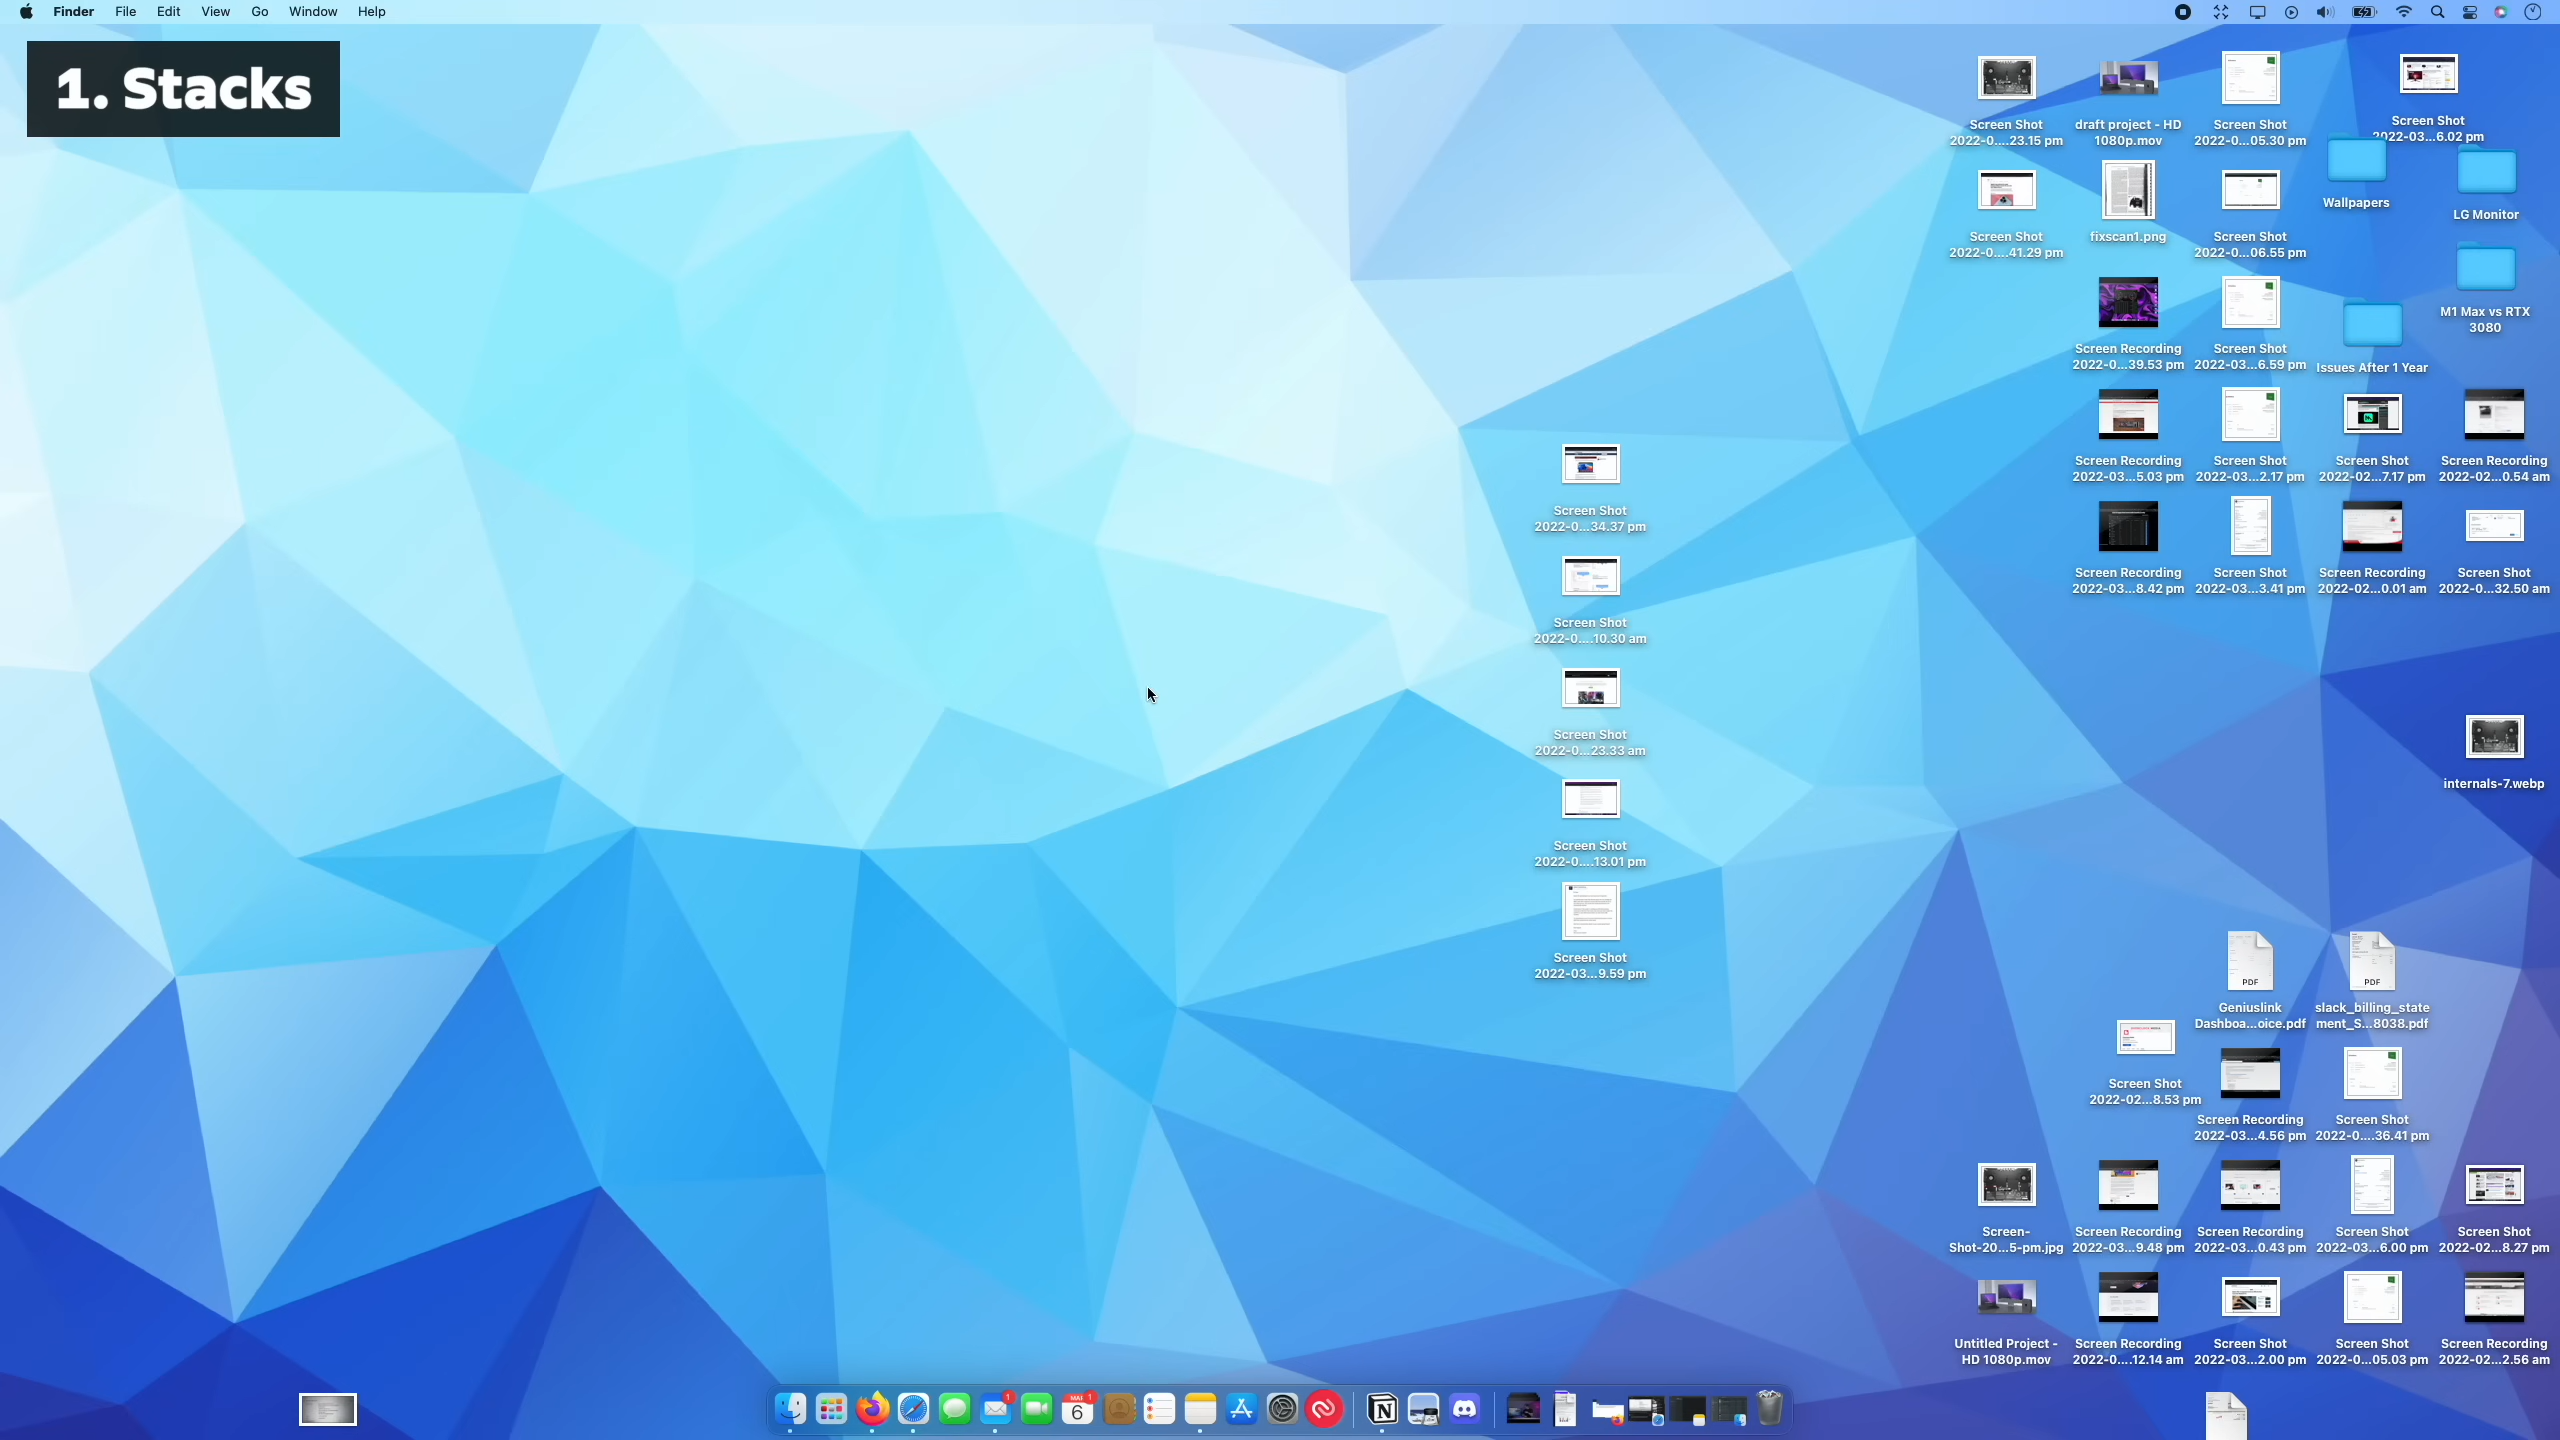 Finder File Edit View Go Window Help
1. Stacks
Screen Shot
2022-0....23.15 pm
draft project - HD
1080p.mov
Screen Shot
2022-0...05.30 pm
Screen Shot
2022-03...6.02 pm
Wallpapers
LG Monitor
Screen Shot
2022-0....41.29 pm
fixscan1.png
Screen Shot
2022-0...06.55 pm
M1 Max vs RTX
3080
Screen Recording
2022-0...39.53 pm
Screen Shot
2022-03...6.59 pm
Issues After 1 Year
Screen Recording
2022-03...5.03 pm
Screen Shot
2022-03...2.17 pm
Screen Shot
2022-02...7.17 pm
Screen Recording
2022-02...0.54 am
Screen Shot
2022-0...34.37 pm
Screen Recording
2022-03...8.42 pm
Screen Shot
2022-03...3.41 pm
Screen Recording
2022-02...0.01 am
Screen Shot
2022-0...32.50 am
Screen Shot
2022-0....10.30 am
Screen Shot
2022-0...23.33 am
internals-7.webp
Screen Shot
2022-0....13.01 pm
Screen Shot
2022-03...9.59 pm
PDF
Geniuslink
Dashboa...oice.pdf
PDF
slack_billing_state
ment_S...8038.pdf
Screen Shot
2022-02...8.53 pm
Screen Recording
2022-03...4.56 pm
Screen Shot
2022-0....36.41 pm
Screen-
Shot-20...5-pm.jpg
Screen Recording
2022-03...9.48 pm
Screen Recording
2022-03...0.43 pm
Screen Shot
2022-03...6.00 pm
Screen Shot
2022-02...8.27 pm
Untitled Project -
HD 1080p.mov
Screen Recording
2022-0....12.14 am
Screen Shot
2022-03...2.00 pm
Screen Shot
2022-0...05.03 pm
Screen Recording
2022-02...2.56 am
1
MAR
1
6